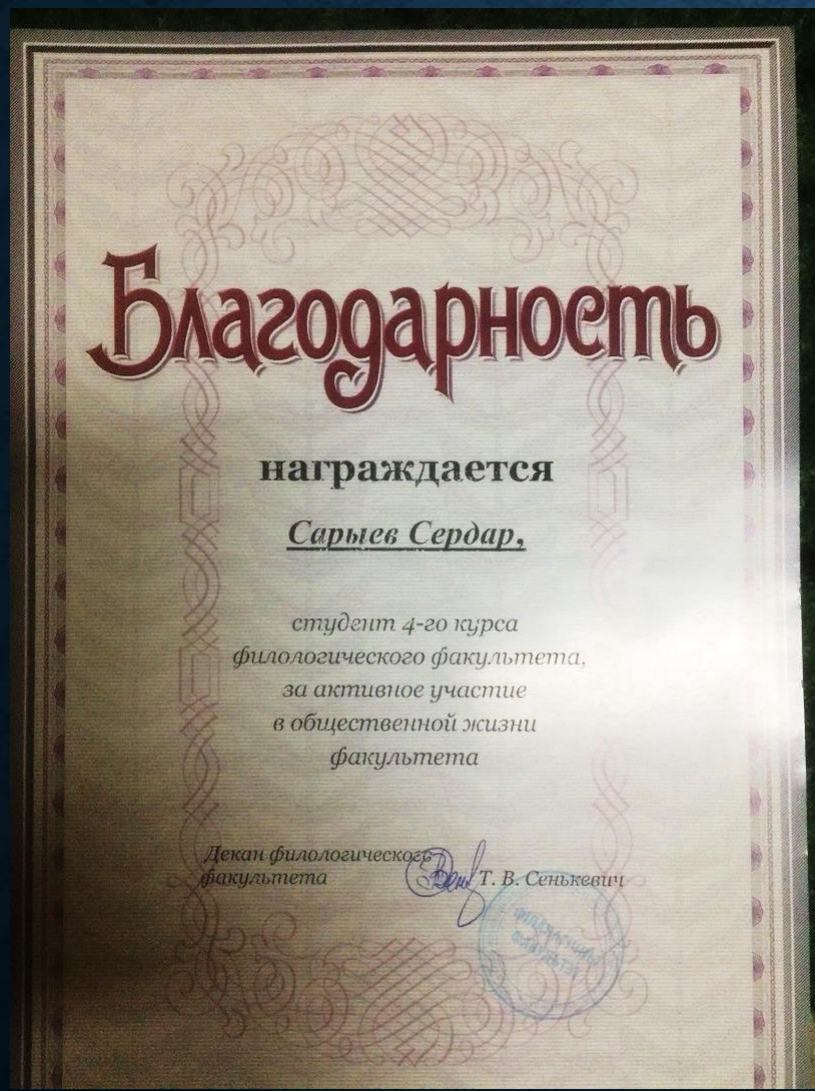 Благодарность
награждается
Сарыев Сердар,
студент 4-го курса
филологического факультета,
за активное участие
в общественной жизни
факультета
Декан филологического
факультета Т. В. Сенькевич